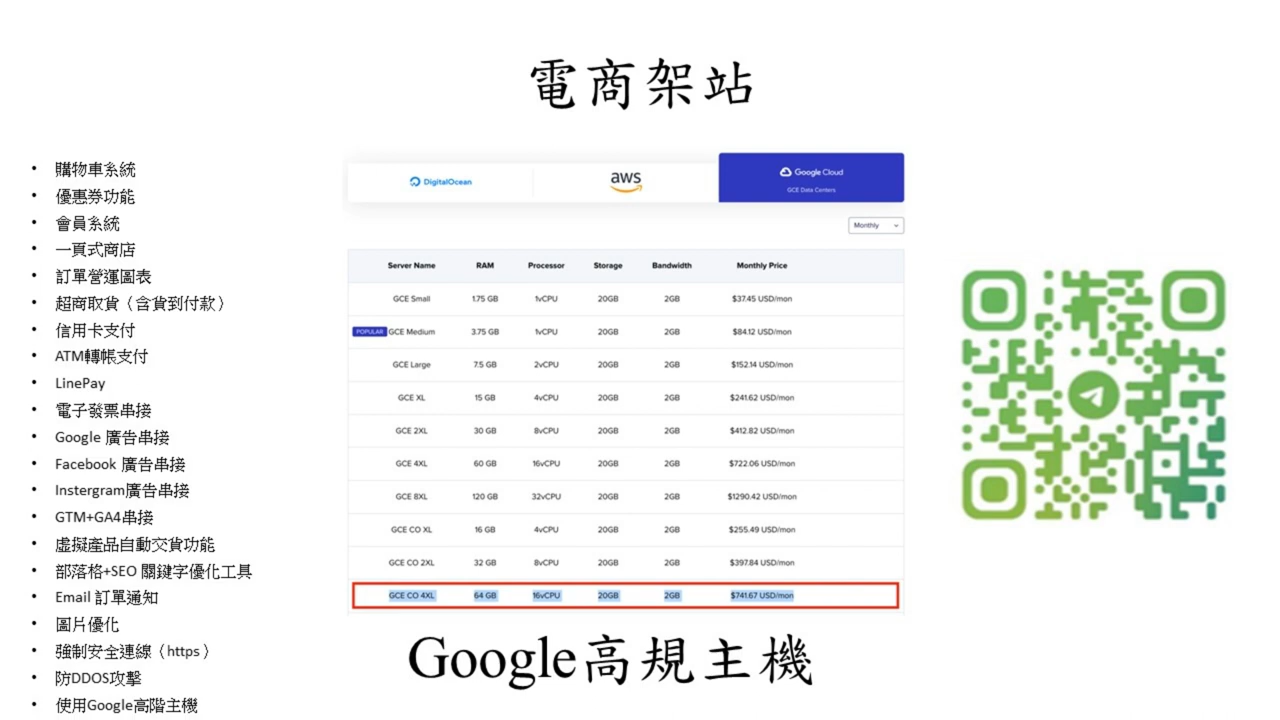 電商架站
• 購物車系統
• 優惠券功能
• 會員系統
• 一頁式商店
• 訂單營運圖表
• 超商取貨（含貨到付款）
• 信用卡支付
• ATM轉帳支付
• LinePay
• 電子發票串接
• Google 廣告串接
• Facebook 廣告串接
• Instergram廣告串接
• GTM+GA4串接
• 虛擬產品自動交貨功能
• 部落格+SEO 關鍵字優化工具
• Email 訂單通知
• 圖片優化
• 強制安全連線（https）
• 防DDOS攻擊
• 使用Google高階主機
DigitalOcean
aws
Google Cloud
GCE Data Centers
Monthly
Server Name RAM Processor Storage Bandwidth Monthly Price
GCE Small 1.75 GB 1vCPU 20GB 2GB $37.45 USD/mon
POPULAR GCE Medium 3.75 GB 1vCPU 20GB 2GB $84.12 USD/mon
GCE Large 7.5 GB 2vCPU 20GB 2GB $152.14 USD/mon
GCE XL 15 GB 4vCPU 20GB 2GB $241.62 USD/mon
GCE 2XL 30 GB 8vCPU 20GB 2GB $412.82 USD/mon
GCE 4XL 60 GB 16vCPU 20GB 2GB $722.06 USD/mon
GCE 8XL 120 GB 32vCPU 20GB 2GB $1290.42 USD/mon
GCE CO XL 16 GB 4vCPU 20GB 2GB $255.49 USD/mon
GCE CO 2XL 32 GB 8vCPU 20GB 2GB $397.84 USD/mon
GCE CO 4XL 64 GB 16vCPU 20GB 2GB $741.67 USD/mon
Google高規主機